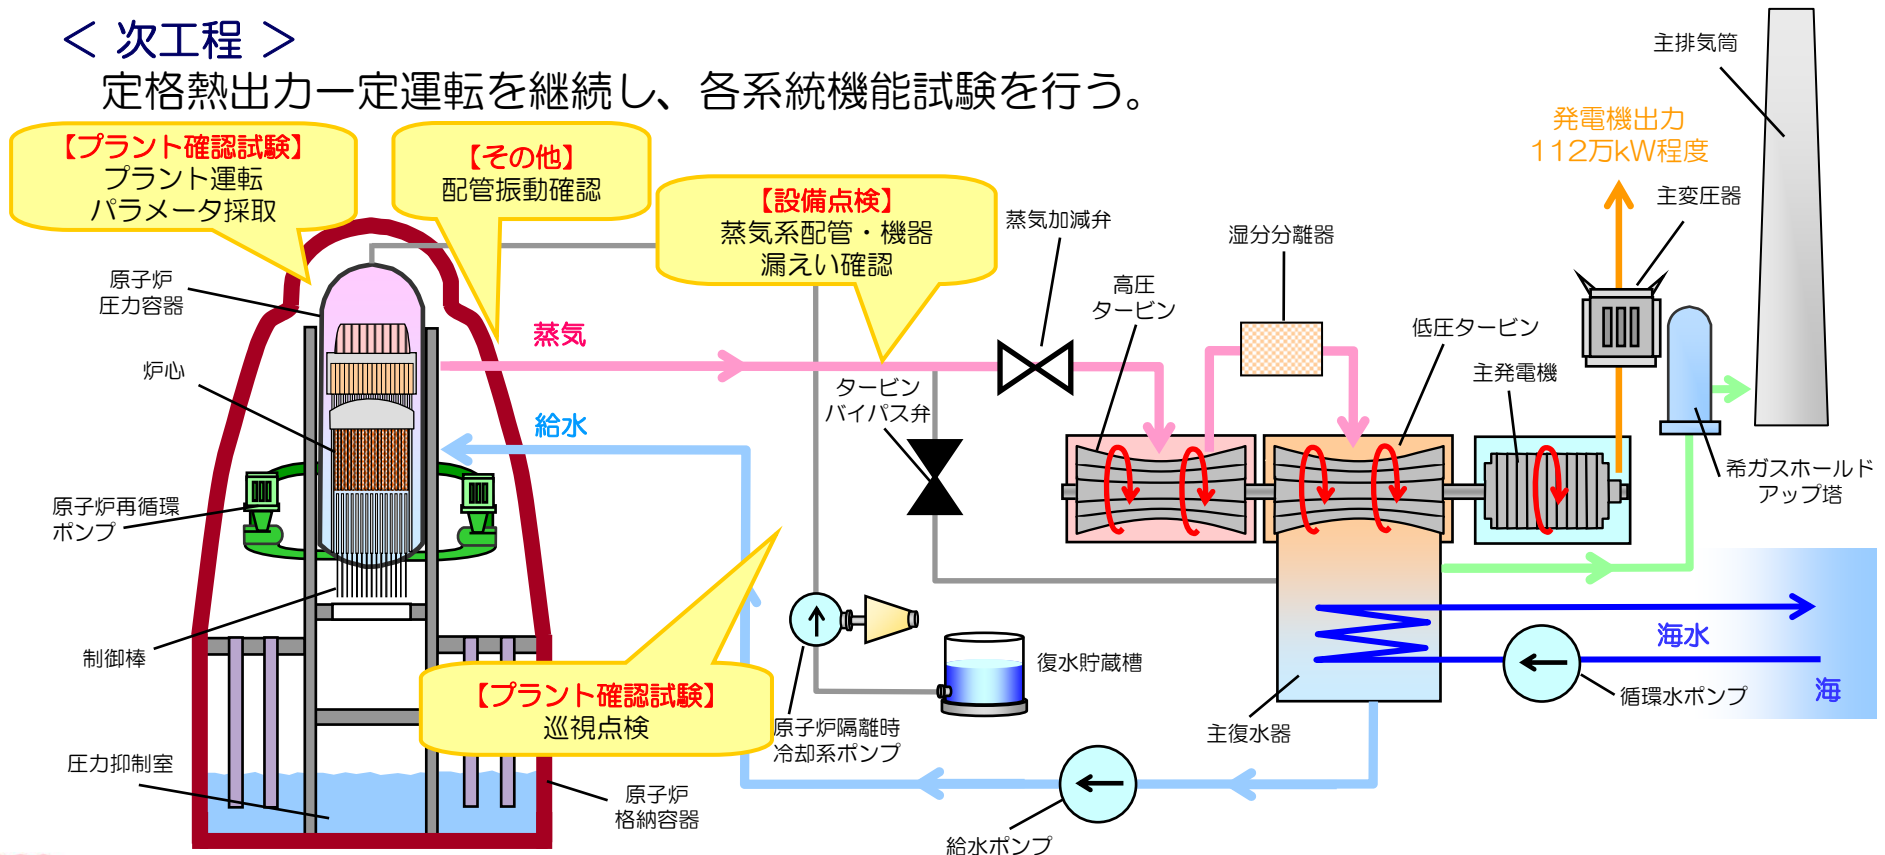 ＜ 次工程 ＞
定格熱出力一定運転を継続し、各系統機能試験を行う。
【プラント確認試験】
プラント運転
パラメータ採取
【その他】
配管振動確認
【設備点検】
蒸気系配管・機器
漏えい確認
蒸気加減弁
湿分分離器
発電機出力
112万kW程度
主排気筒
主変圧器
原子炉
圧力容器
高圧
タービン
低圧タービン
蒸気
炉心
タービン
バイパス弁
主発電機
給水
希ガスホールド
アップ塔
原子炉再循環
ポンプ
制御棒
復水貯蔵槽
海水
海
循環水ポンプ
【プラント確認試験】
巡視点検
原子炉隔離時
冷却系ポンプ
主復水器
圧力抑制室
原子炉
格納容器
給水ポンプ